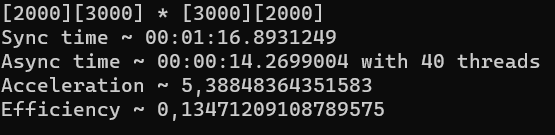 [2000][3000] * [3000][2000]
Sync time ~ 00:01:16.8931249
Async time ~ 00:00:14.2699004 with 40 threads
Acceleration ~ 5,38848364351583
Efficiency ~ 0,13471209108789575